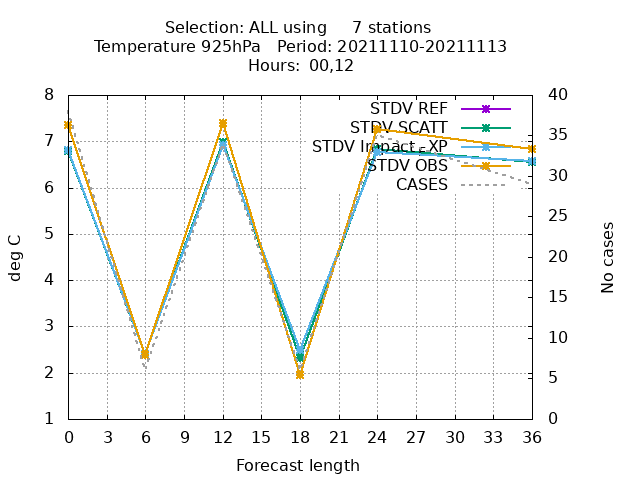 Selection: ALL using 7 stations
Temperature 925hPa Period: 20211110-20211113
Hours: 00,12
STDV REF
STDV SCATT
STDV Impact -XP
STDV OBS
CASES
8
7
6
5
4
3
2
1
deg C
40
35
30
25
20
15
10
5
0
No cases
0 3 6 9 12 15 18 21 24 27 30 33 36
Forecast length